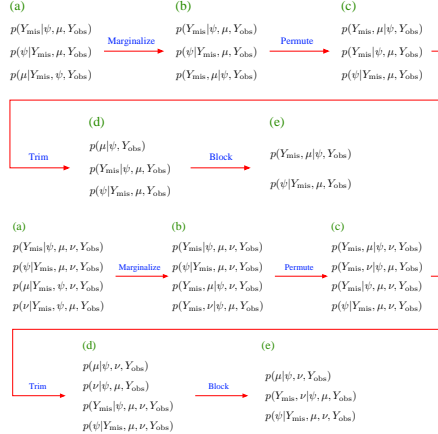 (a) (b) (c)
p(Y_mis|ψ, μ, Y_obs) p(Y_mis|ψ, μ, Y_obs) p(Y_mis, μ|ψ, Y_obs)
Marginalize Permute
p(ψ|Y_mis, μ, Y_obs) p(ψ|Y_mis, μ, Y_obs) p(Y_mis|ψ, μ, Y_obs)
p(μ|Y_mis, ψ, Y_obs) p(Y_mis, μ|ψ, Y_obs) p(ψ|Y_mis, μ, Y_obs)
(d) (e)
p(μ|ψ, Y_obs)
Trim Block p(Y_mis, μ|ψ, Y_obs)
p(Y_mis|ψ, μ, Y_obs)
p(ψ|Y_mis, μ, Y_obs) p(ψ|Y_mis, μ, Y_obs)
(a) (b) (c)
p(Y_mis|ψ, μ, ν, Y_obs) p(Y_mis|ψ, μ, ν, Y_obs) p(Y_mis, μ|ψ, ν, Y_obs)
p(ψ|Y_mis, μ, ν, Y_obs) Marginalize p(ψ|Y_mis, μ, ν, Y_obs) Permute p(Y_mis, ν|ψ, μ, Y_obs)
p(μ|Y_mis, ψ, ν, Y_obs) p(Y_mis, μ|ψ, ν, Y_obs) p(Y_mis|ψ, μ, ν, Y_obs)
p(ν|Y_mis, ψ, μ, Y_obs) p(Y_mis, ν|ψ, μ, Y_obs) p(ψ|Y_mis, μ, ν, Y_obs)
(d) (e)
p(μ|ψ, ν, Y_obs)
p(μ|ψ, ν, Y_obs)
p(ν|ψ, μ, Y_obs)
Trim Block p(Y_mis, ν|ψ, μ, Y_obs)
p(Y_mis|ψ, μ, ν, Y_obs)
p(ψ|Y_mis, μ, ν, Y_obs)
p(ψ|Y_mis, μ, ν, Y_obs)